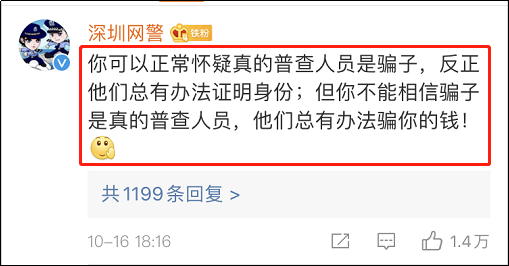 深圳网警 铁粉
你可以正常怀疑真的普查人员是骗子，反正
他们总有办法证明身份；但你不能相信骗子
是真的普查人员，他们总有办法骗你的钱！
共1199条回复 >
10-16 18:16 1.4万